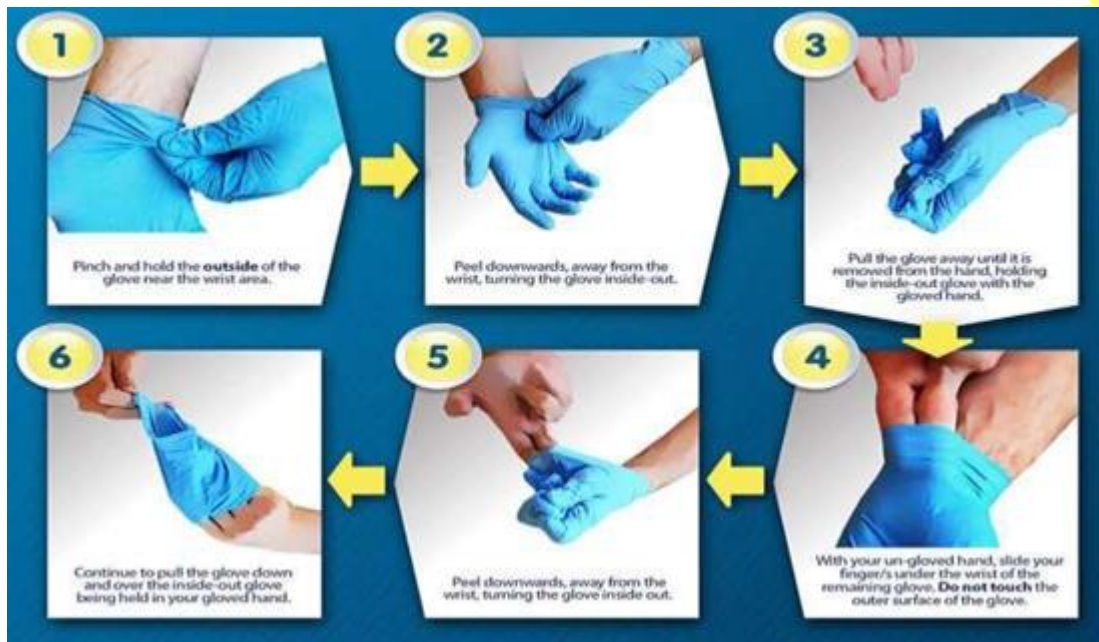 1
Pinch and hold the outside of the
glove near the wrist area.
2
Peel downwards, away from the
wrist, turning the glove inside-out.
3
Pull the glove away until it is
removed from the hand, holding
the inside-out glove with the
gloved hand.
4
With your un-gloved hand, slide your
finger/s under the wrist of the
remaining glove. Do not touch the
outer surface of the glove.
5
Peel downwards, away from the
wrist, turning the glove inside out.
6
Continue to pull the glove down
and over the inside-out glove
being held in your gloved hand.